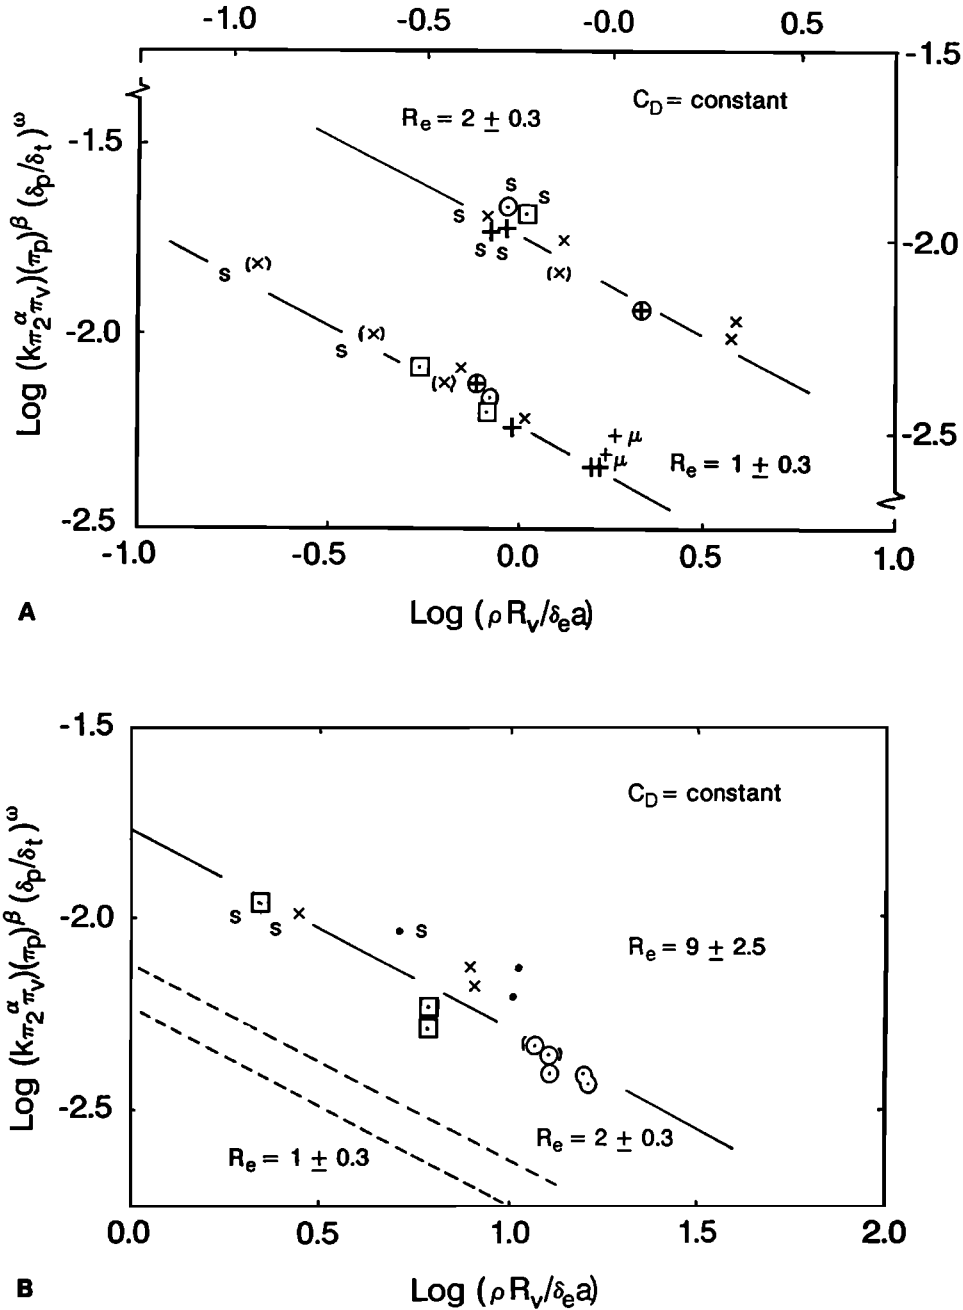 -1.0 -0.5 -0.0 0.5
-1.5
C_D = constant
R_e = 2 ± 0.3
-1.5
s
s
s
s s
-2.0
(×)
s
-2.0
s
(×)
(×)
(×)
+ μ
+ μ
-2.5
R_e = 1 ± 0.3
-2.5
-1.0 -0.5 0.0 0.5 1.0
Log (kπ₂^α π_v)(π_p)^β (δ_p/δ_t)^ω
A
Log (ρR_v/δ_e a)
-1.5
C_D = constant
-2.0
s
s
s
R_e = 9 ± 2.5
-2.5
R_e = 2 ± 0.3
R_e = 1 ± 0.3
0.0 0.5 1.0 1.5 2.0
Log (kπ₂^α π_v)(π_p)^β (δ_p/δ_t)^ω
B
Log (ρR_v/δ_e a)